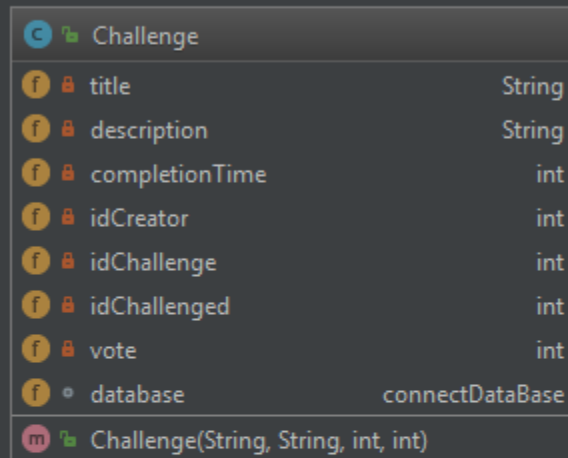 Challenge
title String
description String
completionTime int
idCreator int
idChallenge int
idChallenged int
vote int
database connectDataBase
Challenge(String, String, int, int)